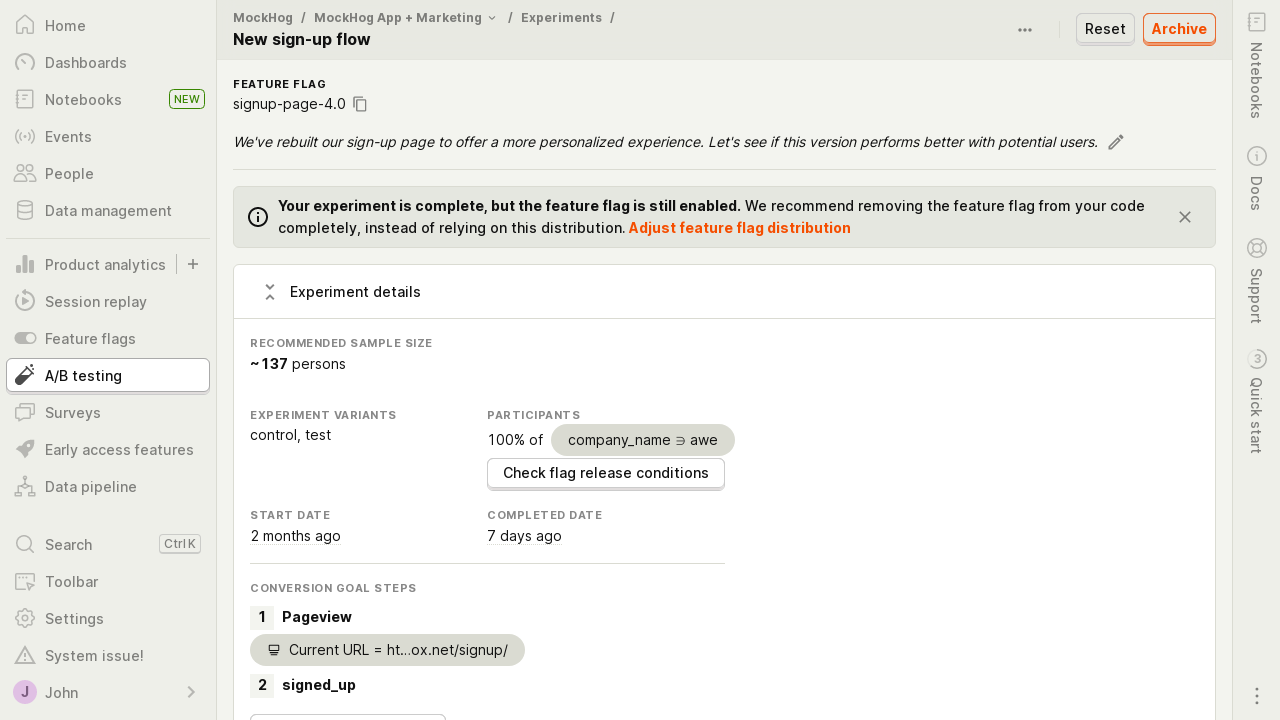 Home
Dashboards
Notebooks NEW
Events
People
Data management
Product analytics
Session replay
Feature flags
A/B testing
Surveys
Early access features
Data pipeline
Search Ctrl K
Toolbar
Settings
System issue!
J John
MockHog / MockHog App + Marketing / Experiments /
New sign-up flow
Reset Archive
FEATURE FLAG
signup-page-4.0
We've rebuilt our sign-up page to offer a more personalized experience. Let's see if this version performs better with potential users.
Your experiment is complete, but the feature flag is still enabled. We recommend removing the feature flag from your code
completely, instead of relying on this distribution. Adjust feature flag distribution
Experiment details
RECOMMENDED SAMPLE SIZE
~137 persons
EXPERIMENT VARIANTS
control, test
PARTICIPANTS
100% of company_name ∋ awe
Check flag release conditions
START DATE
2 months ago
COMPLETED DATE
7 days ago
CONVERSION GOAL STEPS
1 Pageview
Current URL = ht...ox.net/signup/
2 signed_up
Notebooks
Docs
Support
3 Quick start